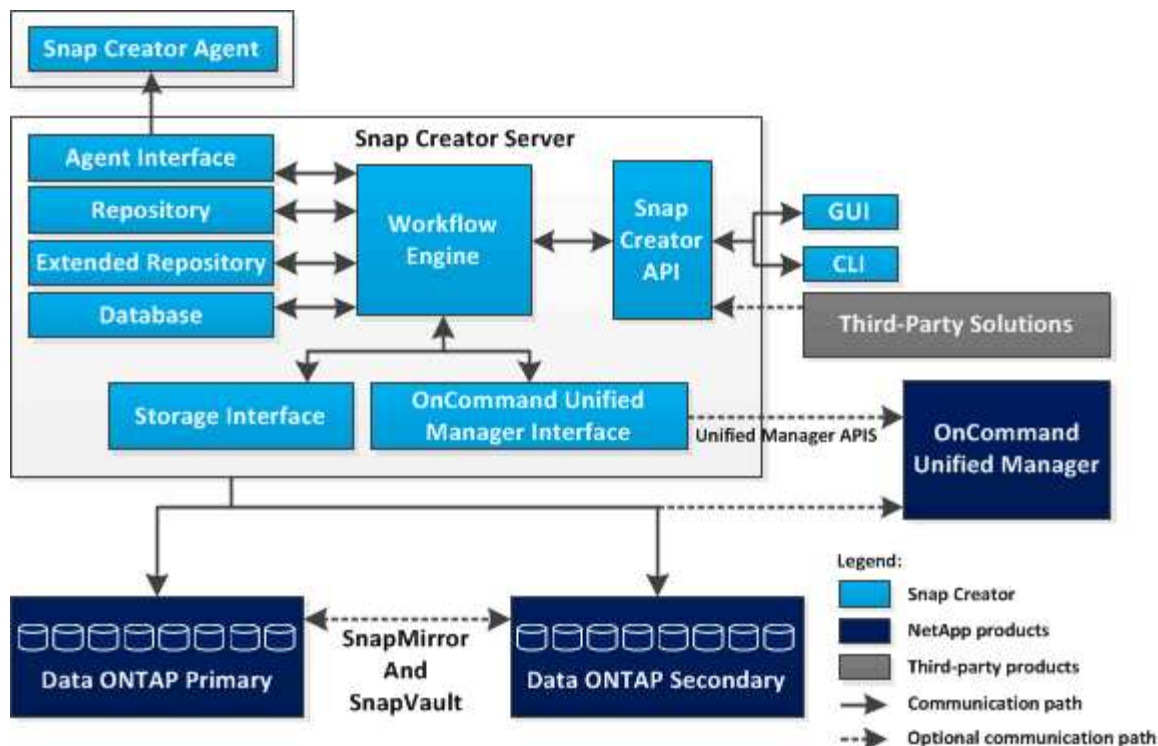 Snap Creator Agent
Snap Creator Server
Agent Interface
Repository
Extended Repository
Database
Workflow
Engine
Snap
Creator
API
GUI
CLI
Third-Party Solutions
Storage Interface
OnCommand Unified
Manager Interface
Unified Manager APIS
OnCommand
Unified Manager
Data ONTAP Primary
SnapMirror
And
SnapVault
Data ONTAP Secondary
Legend:
Snap Creator
NetApp products
Third-party products
Communication path
Optional communication path